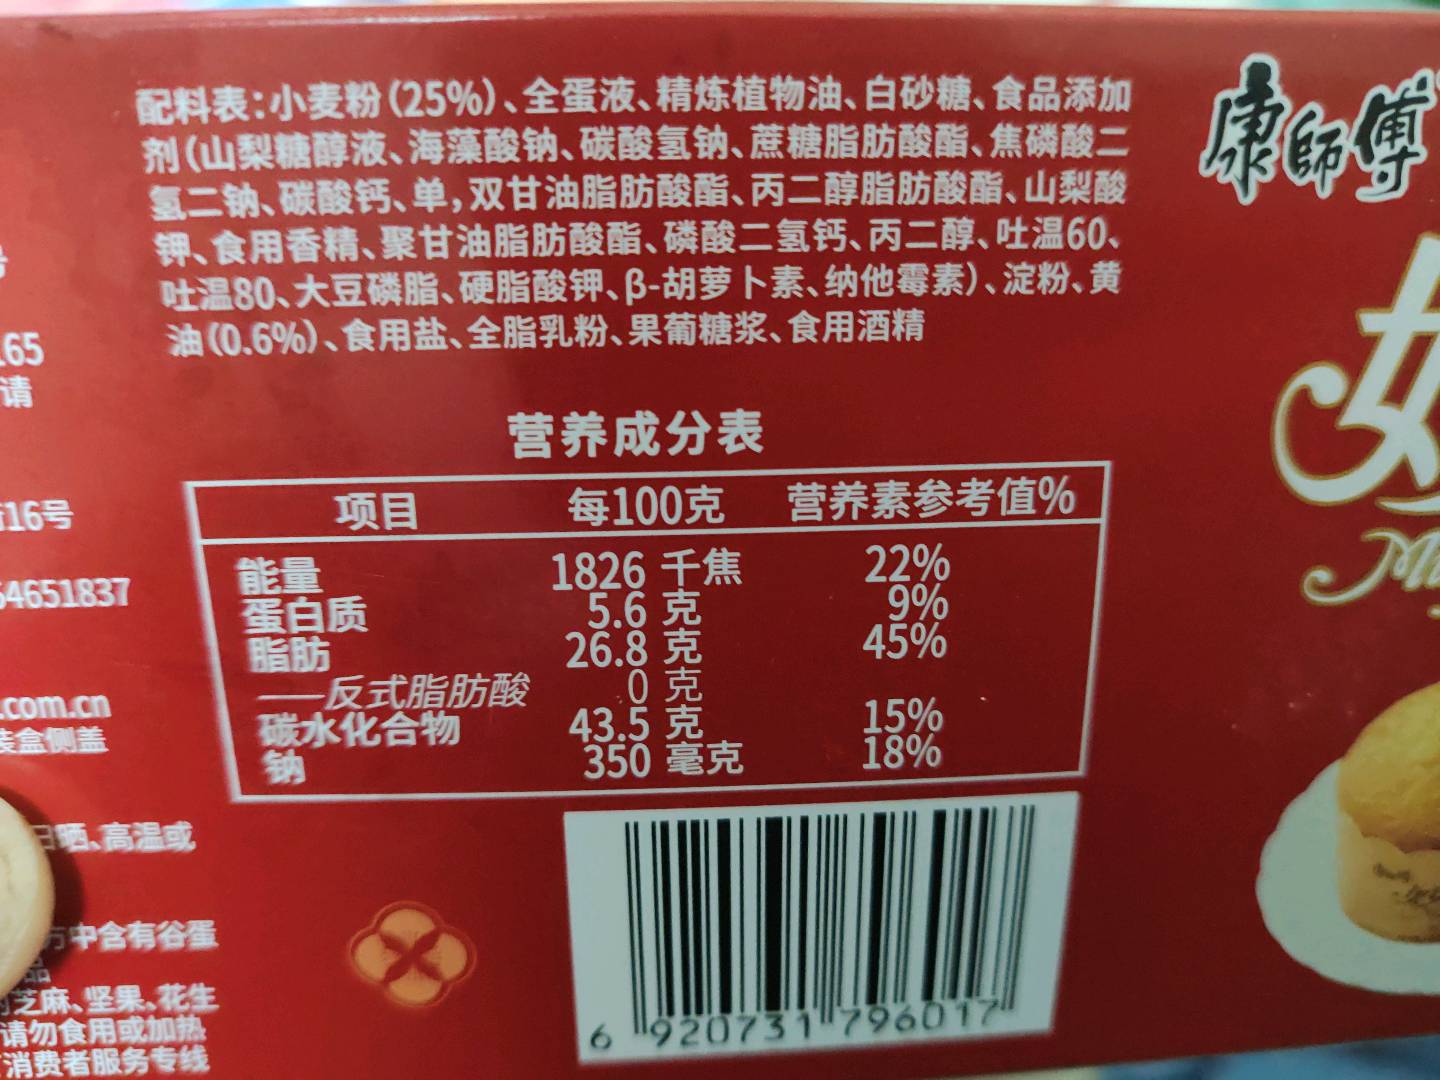 配料表：小麦粉（25%）、全蛋液、精炼植物油、白砂糖、食品添加
剂（山梨糖醇液、海藻酸钠、碳酸氢钠、蔗糖脂肪酸酯、焦磷酸二
氢二钠、碳酸钙、单，双甘油脂肪酸酯、丙二醇脂肪酸酯、山梨酸
钾、食用香精、聚甘油脂肪酸酯、磷酸二氢钙、丙二醇、吐温60、
吐温80、大豆磷脂、硬脂酸钾、β-胡萝卜素、纳他霉素）、淀粉、黄
油（0.6%）、食用盐、全脂乳粉、果葡糖浆、食用酒精
营养成分表
项目 每100克 营养素参考值%
能量 1826 千焦 22%
蛋白质 5.6 克 9%
脂肪 26.8 克 45%
——反式脂肪酸 0 克
碳水化合物 43.5 克 15%
钠 350 毫克 18%
6 920731 796017
康師傅
号
165
请
街16号
54651837
.com.cn
装盒侧盖
日晒、高温或
方中含有谷蛋
品
芝麻、坚果、花生
请勿食用或加热
消费者服务专线